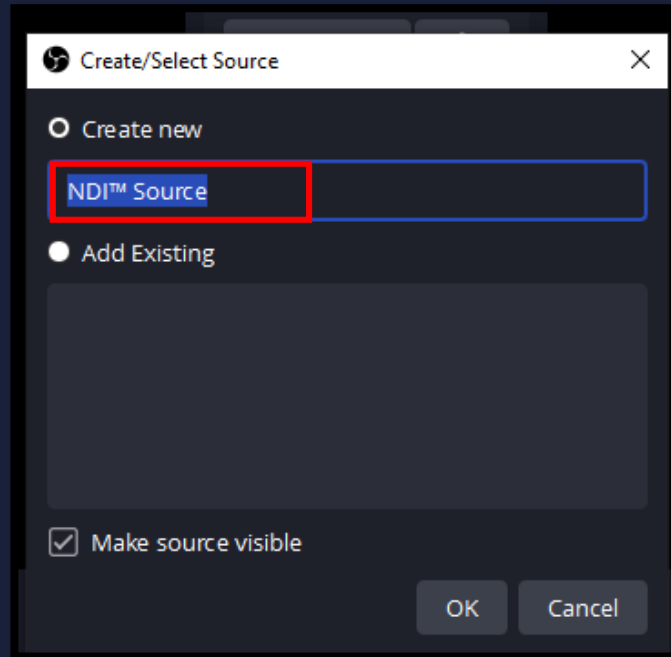 Create/Select Source
Create new
NDI™ Source
Add Existing
Make source visible
OK Cancel